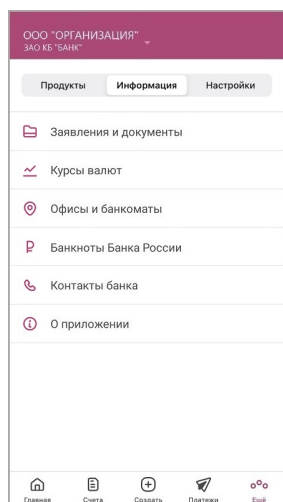 ООО "ОРГАНИЗАЦИЯ"
ЗАО КБ "БАНК"
Продукты Информация Настройки
Заявления и документы
Курсы валют
Офисы и банкоматы
Банкноты Банка России
Контакты банка
О приложении
Главная Счета Создать Платежи Ещё